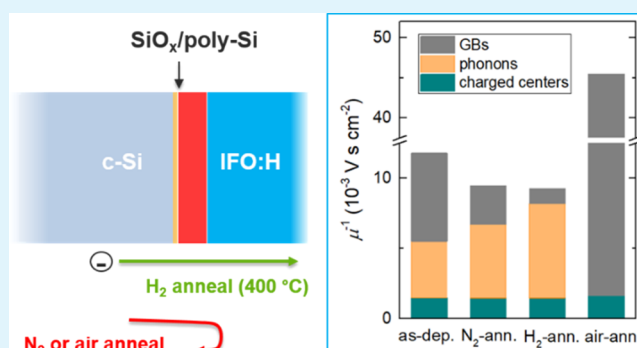 SiOx/poly-Si
c-Si
IFO:H
⊖
H2 anneal (400 °C)
N2 or air anneal
50
40
10
0
μ-1 (10-3 V s cm-2)
GBs
phonons
charged centers
as-dep. N2-ann. H2-ann. air-ann